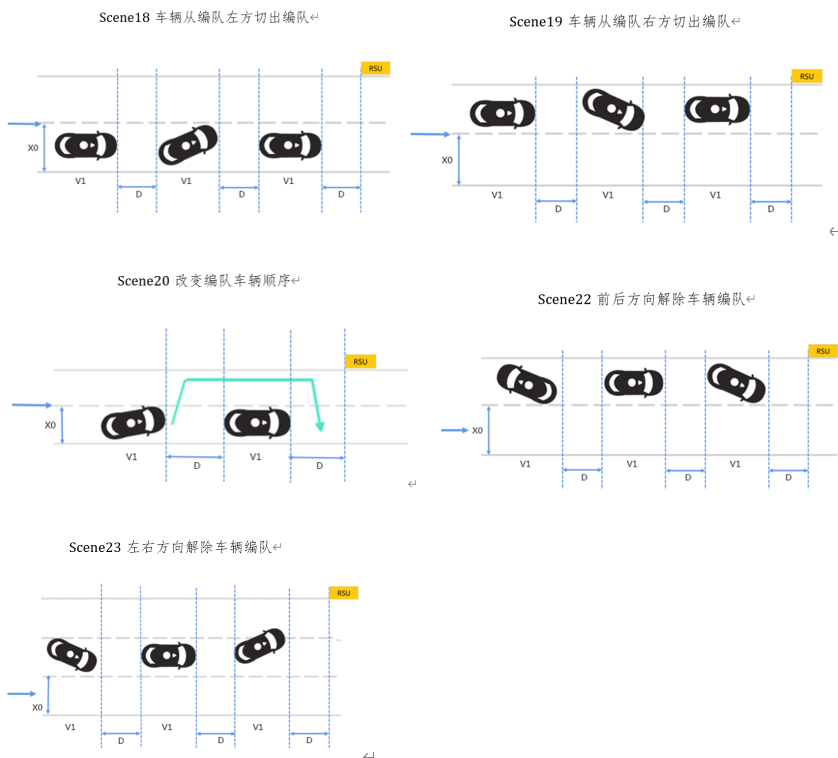 Scene18 车辆从编队左方切出编队
RSU
X0
V1
V1
V1
D
D
D
Scene19 车辆从编队右方切出编队
RSU
X0
V1
V1
V1
D
D
D
Scene20 改变编队车辆顺序
RSU
X0
V1
V1
D
D
Scene22 前后方向解除车辆编队
RSU
X0
V1
V1
V1
D
D
D
Scene23 左右方向解除车辆编队
RSU
X0
V1
V1
V1
D
D
D